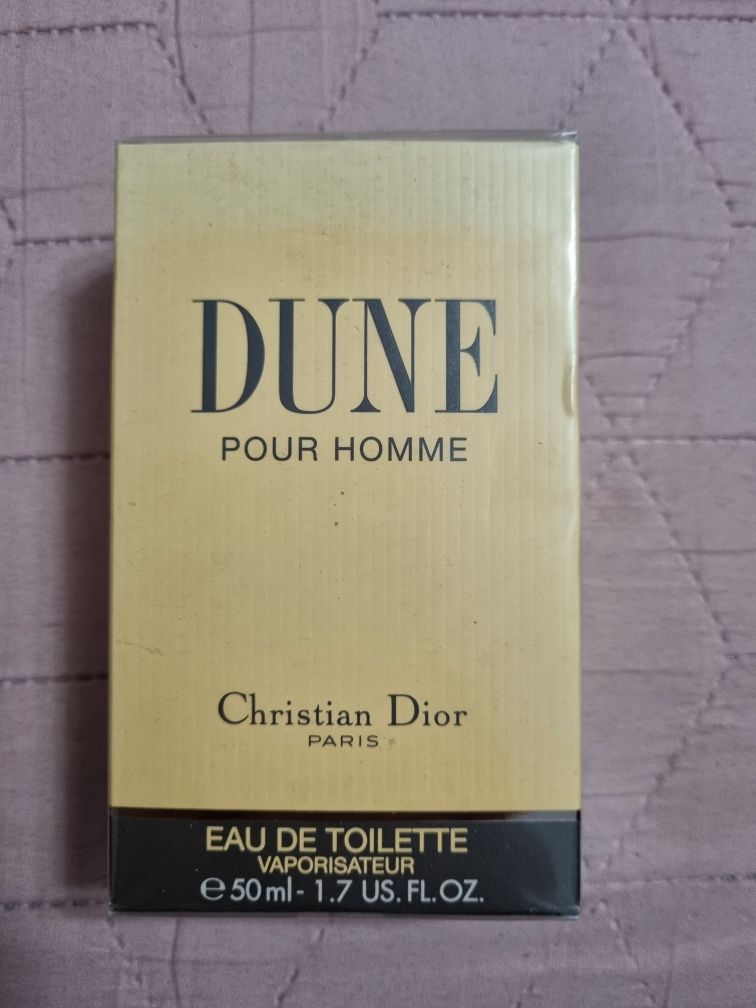 DUNE
POUR HOMME
Christian Dior
PARIS
EAU DE TOILETTE
VAPORISATEUR
℮ 50 ml - 1.7 US. FL. OZ.